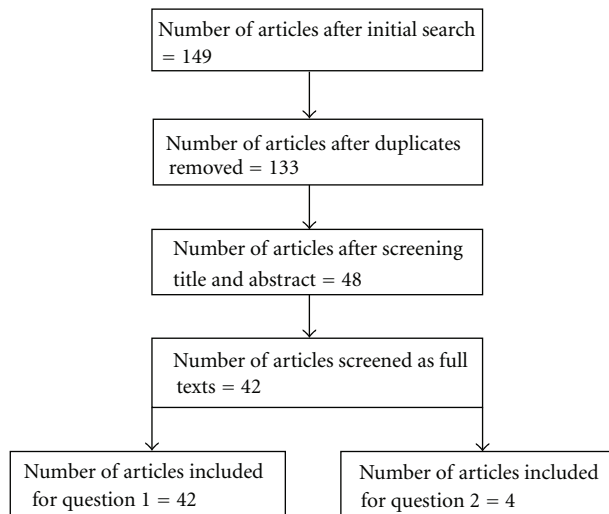 Number of articles after initial search
= 149
Number of articles after duplicates
removed = 133
Number of articles after screening
title and abstract = 48
Number of articles screened as full
texts = 42
Number of articles included
for question 1 = 42
Number of articles included
for question 2 = 4